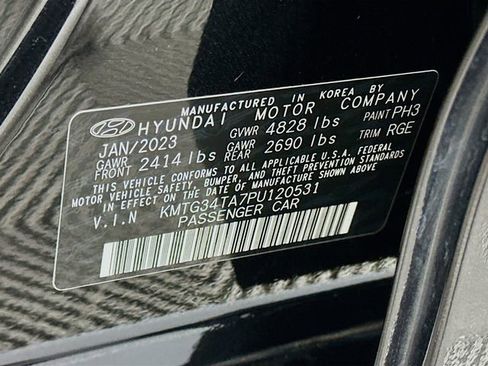 MANUFACTURED IN KOREA BY
HYUNDAI MOTOR COMPANY
JAN/2023 GVWR 4828 lbs PAINT PH3
GAWR FRONT 2414 lbs GAWR REAR 2690 lbs TRIM RGE
THIS VEHICLE CONFORMS TO ALL APPLICABLE U.S.A. FEDERAL
MOTOR VEHICLE SAFETY, BUMPER, AND THEFT PREVENTION STANDARDS
IN EFFECT ON THE DATE OF MANUFACTURE SHOWN ABOVE.
V.I.N KMTG34TA7PU120531
PASSENGER CAR